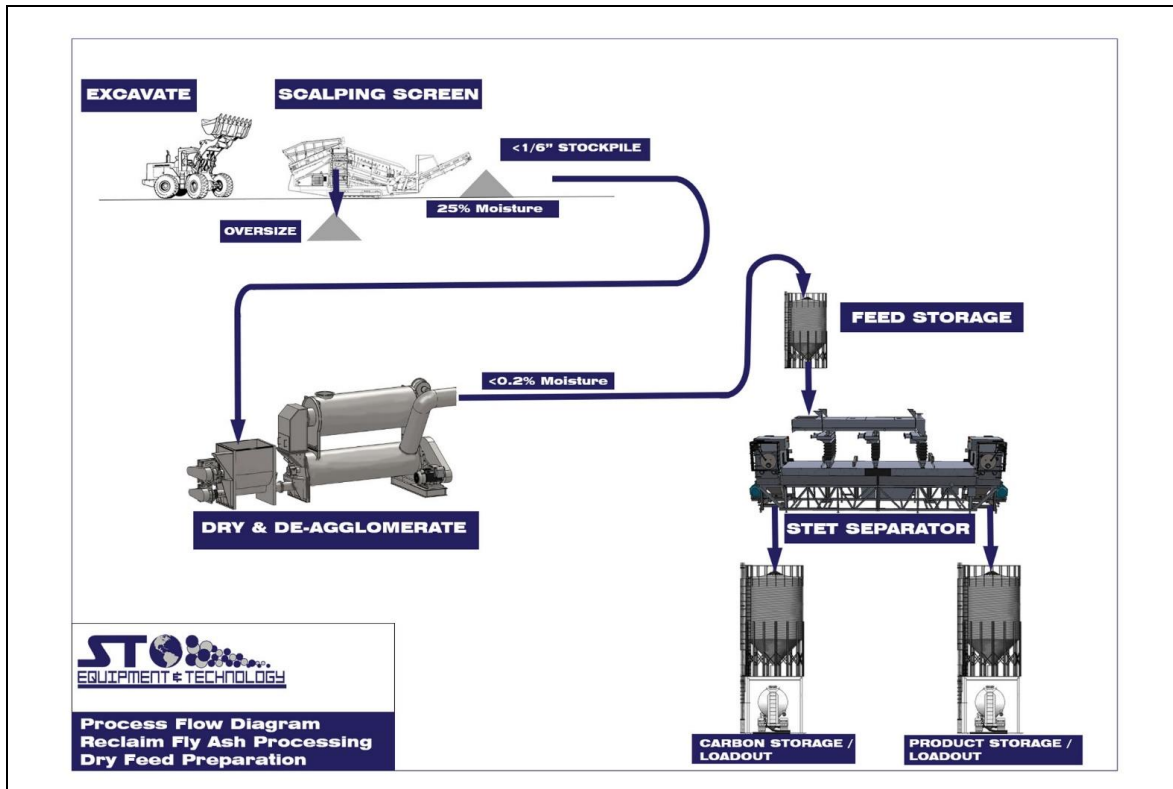 EXCAVATE
SCALPING SCREEN
<1/6” STOCKPILE
25% Moisture
OVERSIZE
FEED STORAGE
<0.2% Moisture
DRY & DE-AGGLOMERATE
STET SEPARATOR
CARBON STORAGE /
LOADOUT
PRODUCT STORAGE /
LOADOUT
ST
EQUIPMENT & TECHNOLOGY
Process Flow Diagram
Reclaim Fly Ash Processing
Dry Feed Preparation